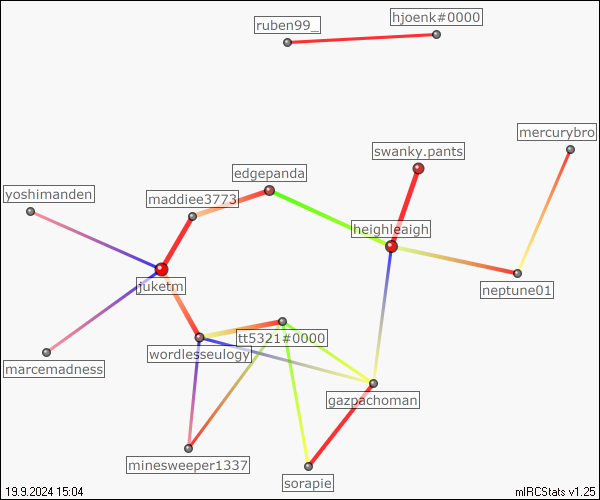 hjoenk#0000
ruben99_
mercurybro
swanky.pants
edgepanda
yoshimanden
maddiee3773
heighleaigh
juketm
neptune01
tt5321#0000
wordlesseulogy
marcemadness
gazpachoman
minesweeper1337
sorapie
19.9.2024 15:04
mIRCStats v1.25